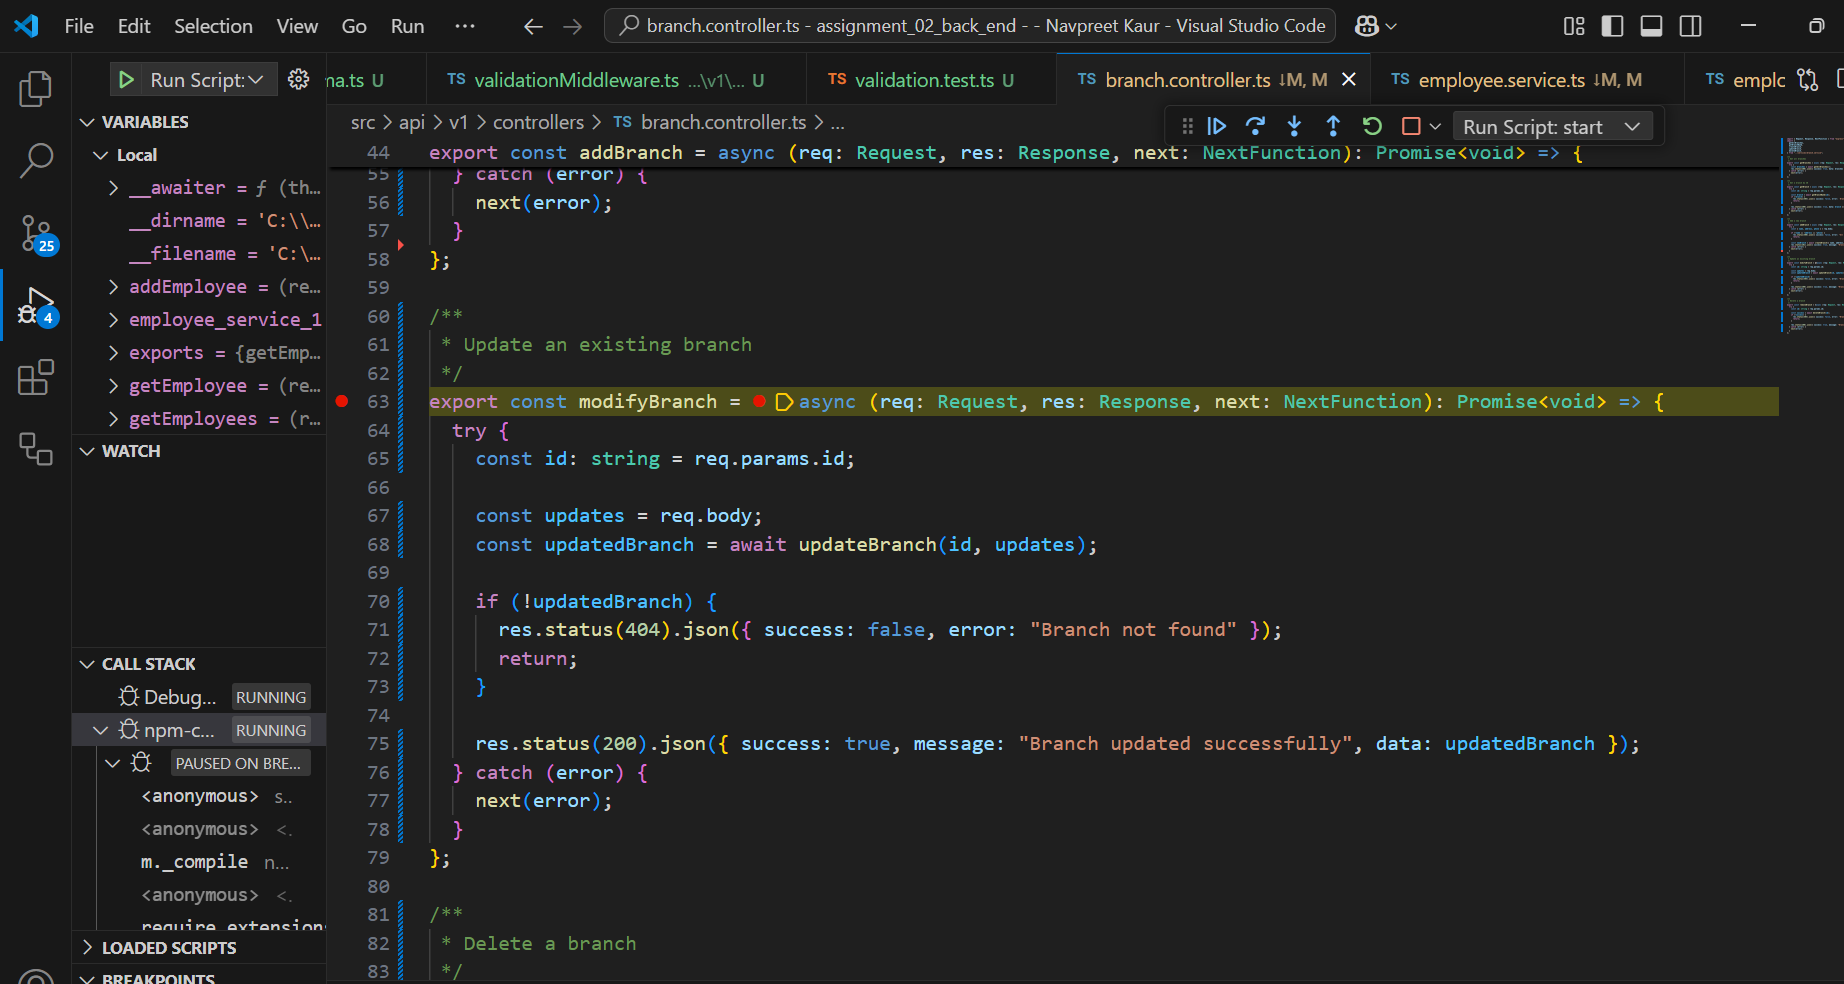 File Edit Selection View Go Run ··· branch.controller.ts - assignment_02_back_end - - Navpreet Kaur - Visual Studio Code
Run Script: ma.ts U TS validationMiddleware.ts ...\v1\... U TS validation.test.ts U TS branch.controller.ts ↓M, M TS employee.service.ts ↓M, M TS emplc
src > api > v1 > controllers > TS branch.controller.ts > ...
Run Script: start
25
4
VARIABLES
Local
__awaiter = ƒ (th...
__dirname = 'C:\\...
__filename = 'C:\...
addEmployee = (re...
employee_service_1
exports = {getEmp...
getEmployee = (re...
getEmployees = (r...
WATCH
CALL STACK
Debug... RUNNING
npm-c... RUNNING
PAUSED ON BRE...
<anonymous> s..
<anonymous> <.
m._compile n...
<anonymous> <.
require.extensions
LOADED SCRIPTS
BREAKPOINTS
44 export const addBranch = async (req: Request, res: Response, next: NextFunction): Promise<void> => {
55 } catch (error) {
56 next(error);
57 }
58 };
59
60 /**
61 * Update an existing branch
62 */
63 export const modifyBranch = async (req: Request, res: Response, next: NextFunction): Promise<void> => {
64 try {
65 const id: string = req.params.id;
66
67 const updates = req.body;
68 const updatedBranch = await updateBranch(id, updates);
69
70 if (!updatedBranch) {
71 res.status(404).json({ success: false, error: "Branch not found" });
72 return;
73 }
74
75 res.status(200).json({ success: true, message: "Branch updated successfully", data: updatedBranch });
76 } catch (error) {
77 next(error);
78 }
79 };
80
81 /**
82 * Delete a branch
83 */